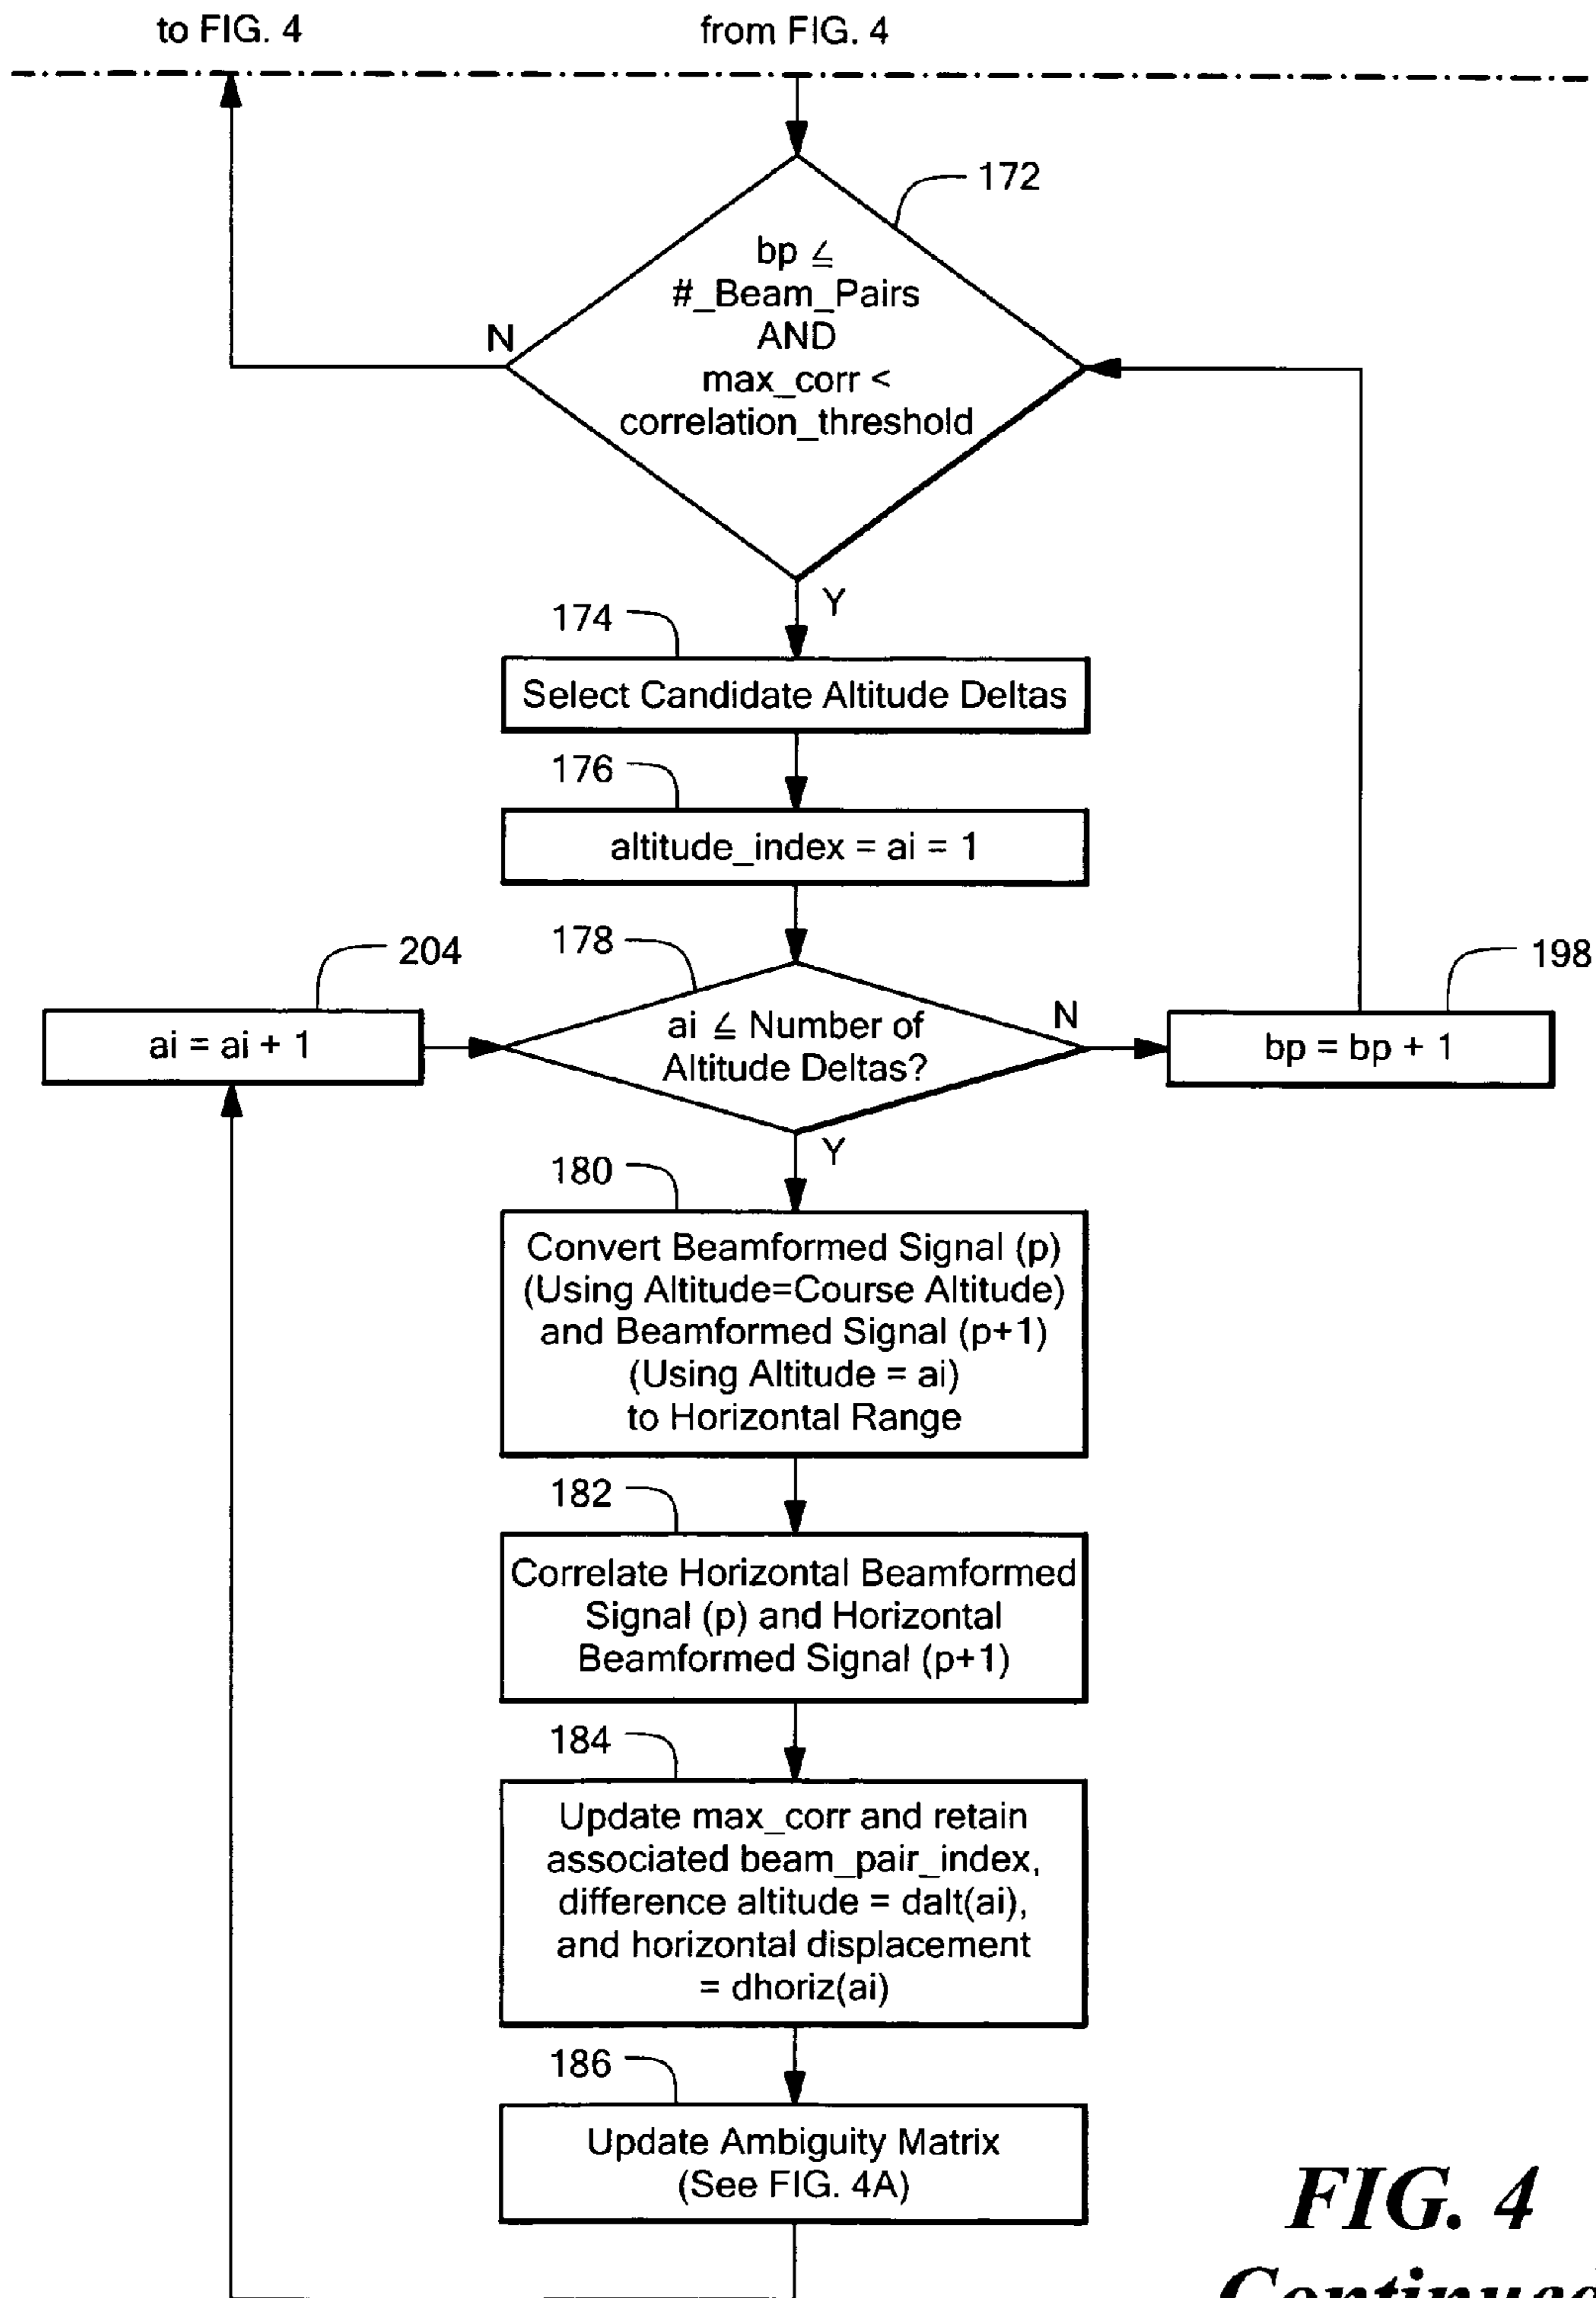 to FIG. 4
from FIG. 4
172
bp ≦
#_Beam_Pairs
AND
max_corr <
correlation_threshold
N
Y
174
Select Candidate Altitude Deltas
176
altitude_index = ai = 1
204
178
198
ai = ai + 1
ai ≦ Number of
Altitude Deltas?
N
bp = bp + 1
Y
180
Convert Beamformed Signal (p)
(Using Altitude=Course Altitude)
and Beamformed Signal (p+1)
(Using Altitude = ai)
to Horizontal Range
182
Correlate Horizontal Beamformed
Signal (p) and Horizontal
Beamformed Signal (p+1)
184
Update max_corr and retain
associated beam_pair_index,
difference altitude = dalt(ai),
and horizontal displacement
= dhoriz(ai)
186
Update Ambiguity Matrix
(See FIG. 4A)
FIG. 4
Continued